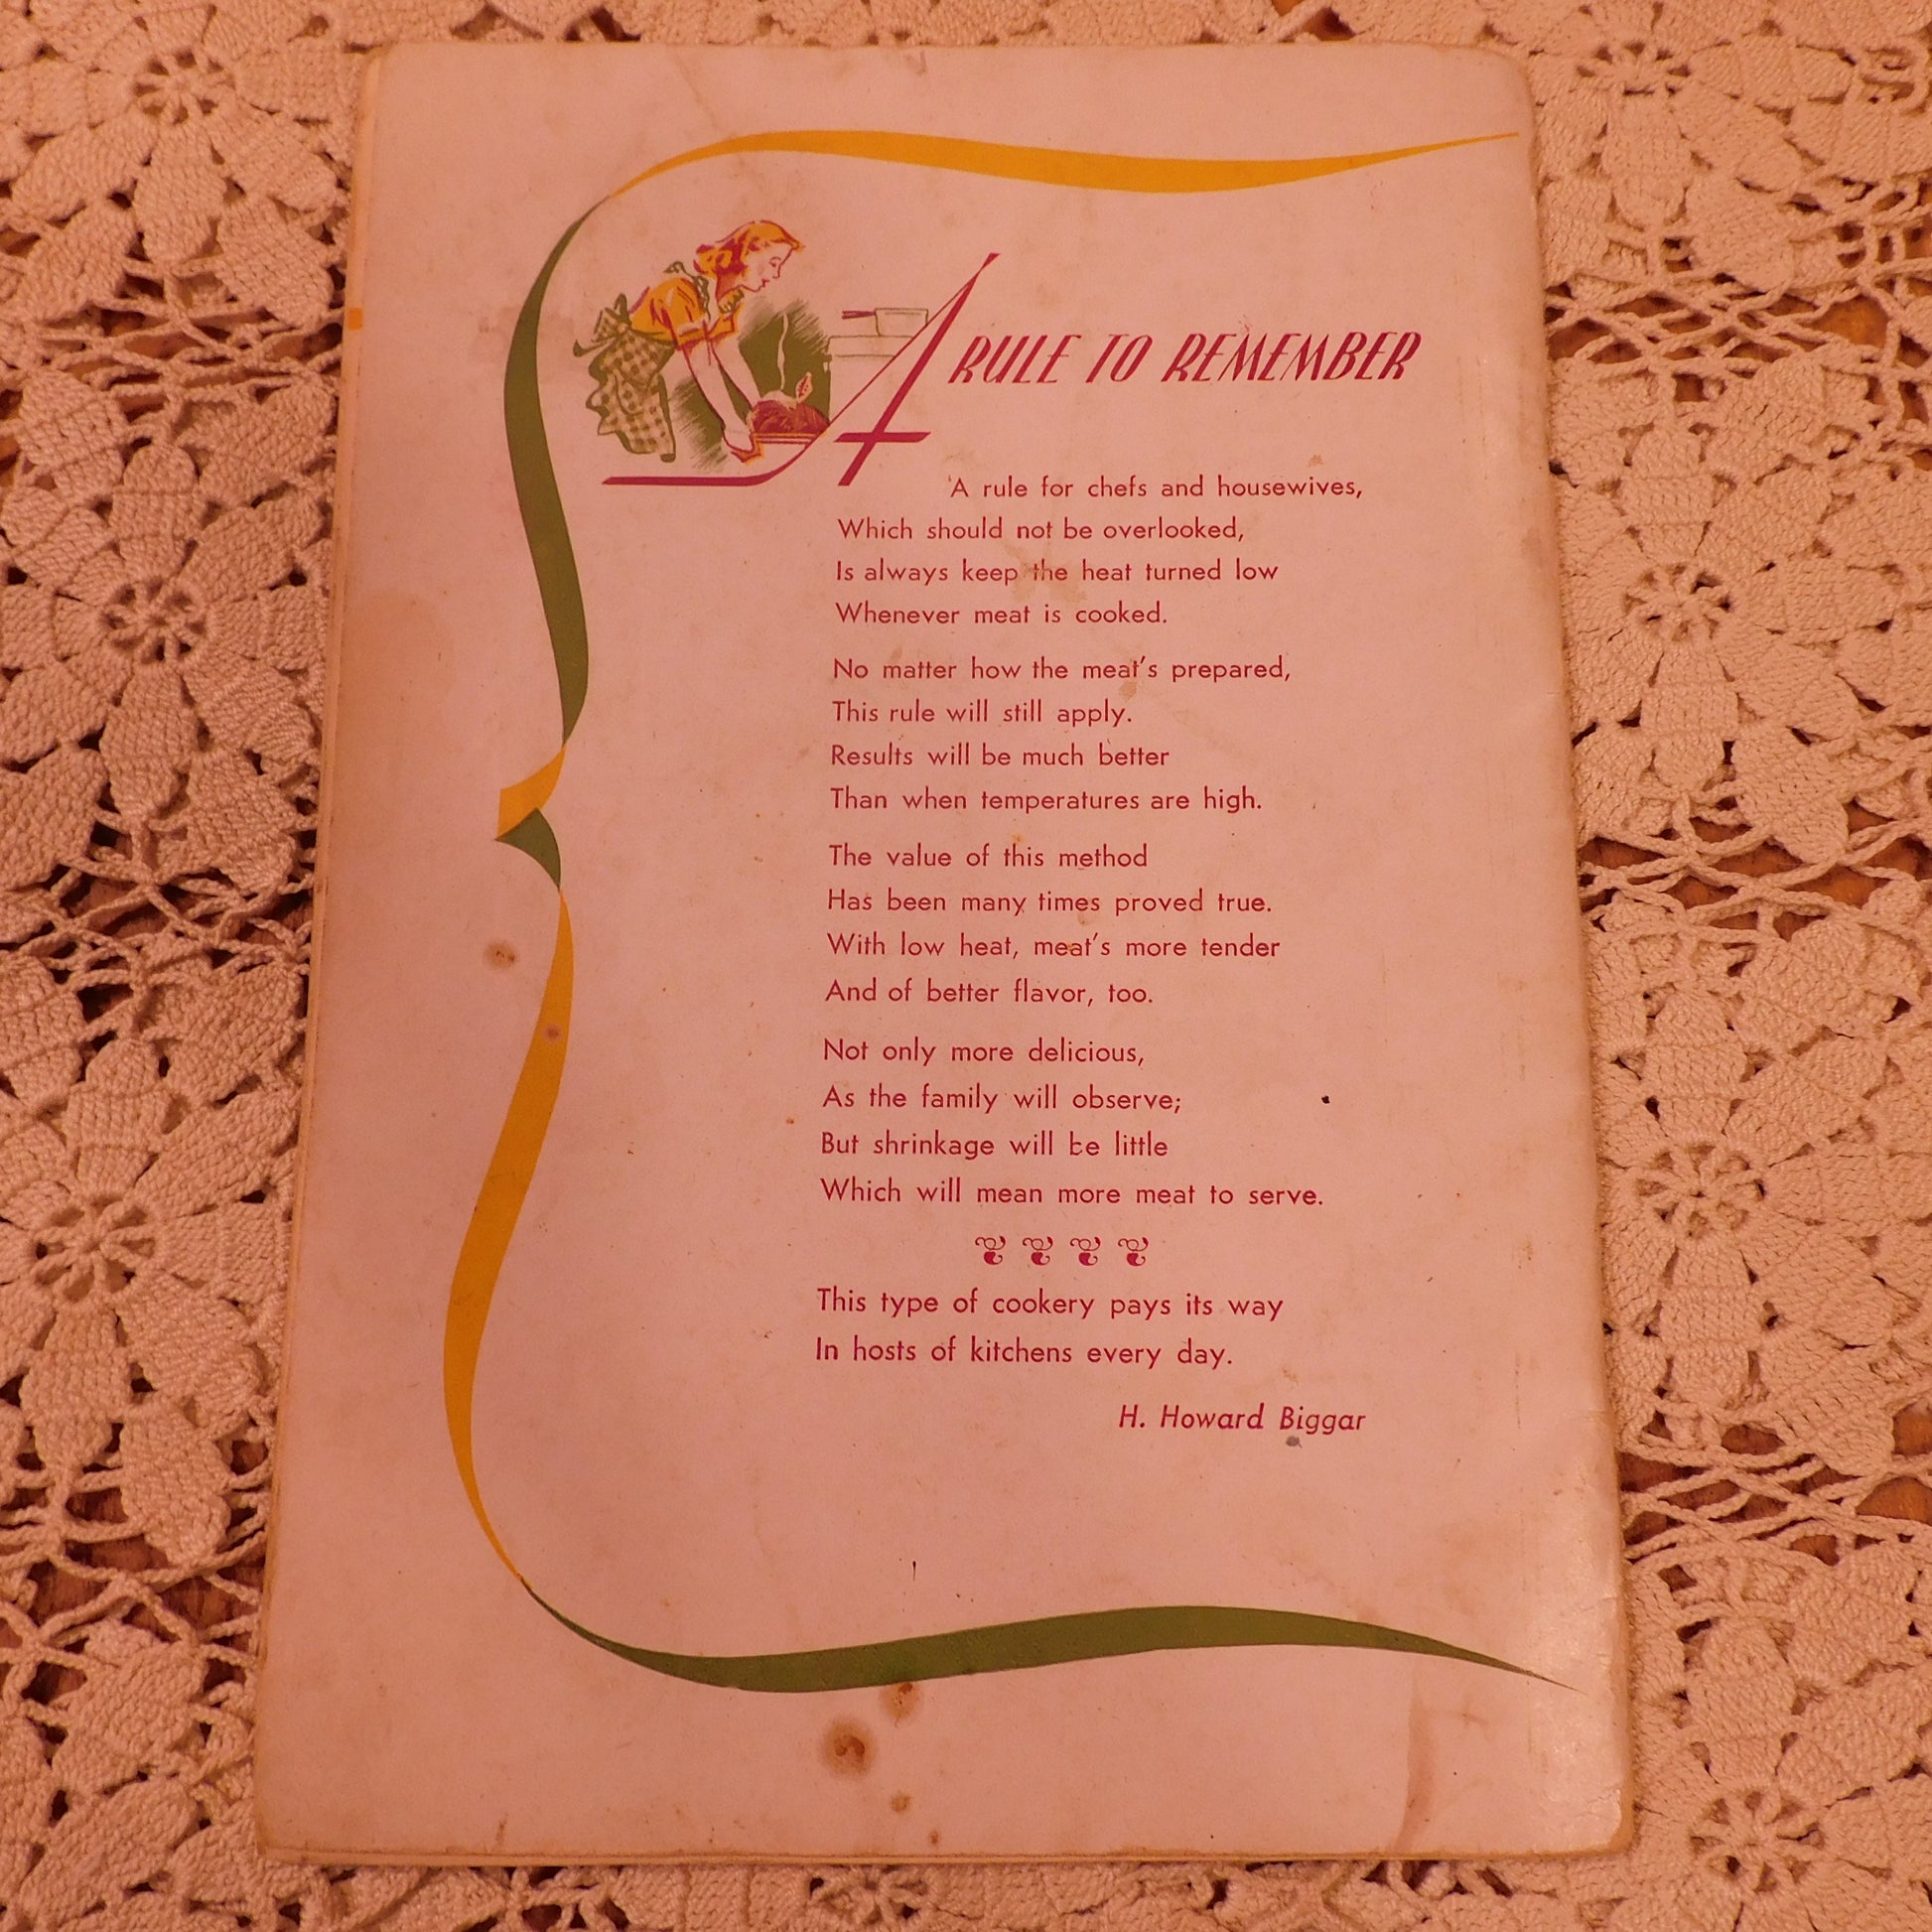 A RULE TO REMEMBER
A rule for chefs and housewives,
Which should not be overlooked,
Is always keep the heat turned low
Whenever meat is cooked.
No matter how the meat's prepared,
This rule will still apply.
Results will be much better
Than when temperatures are high.
The value of this method
Has been many times proved true.
With low heat, meat's more tender
And of better flavor, too.
Not only more delicious,
As the family will observe;
But shrinkage will be little
Which will mean more meat to serve.
This type of cookery pays its way
In hosts of kitchens every day.
H. Howard Biggar